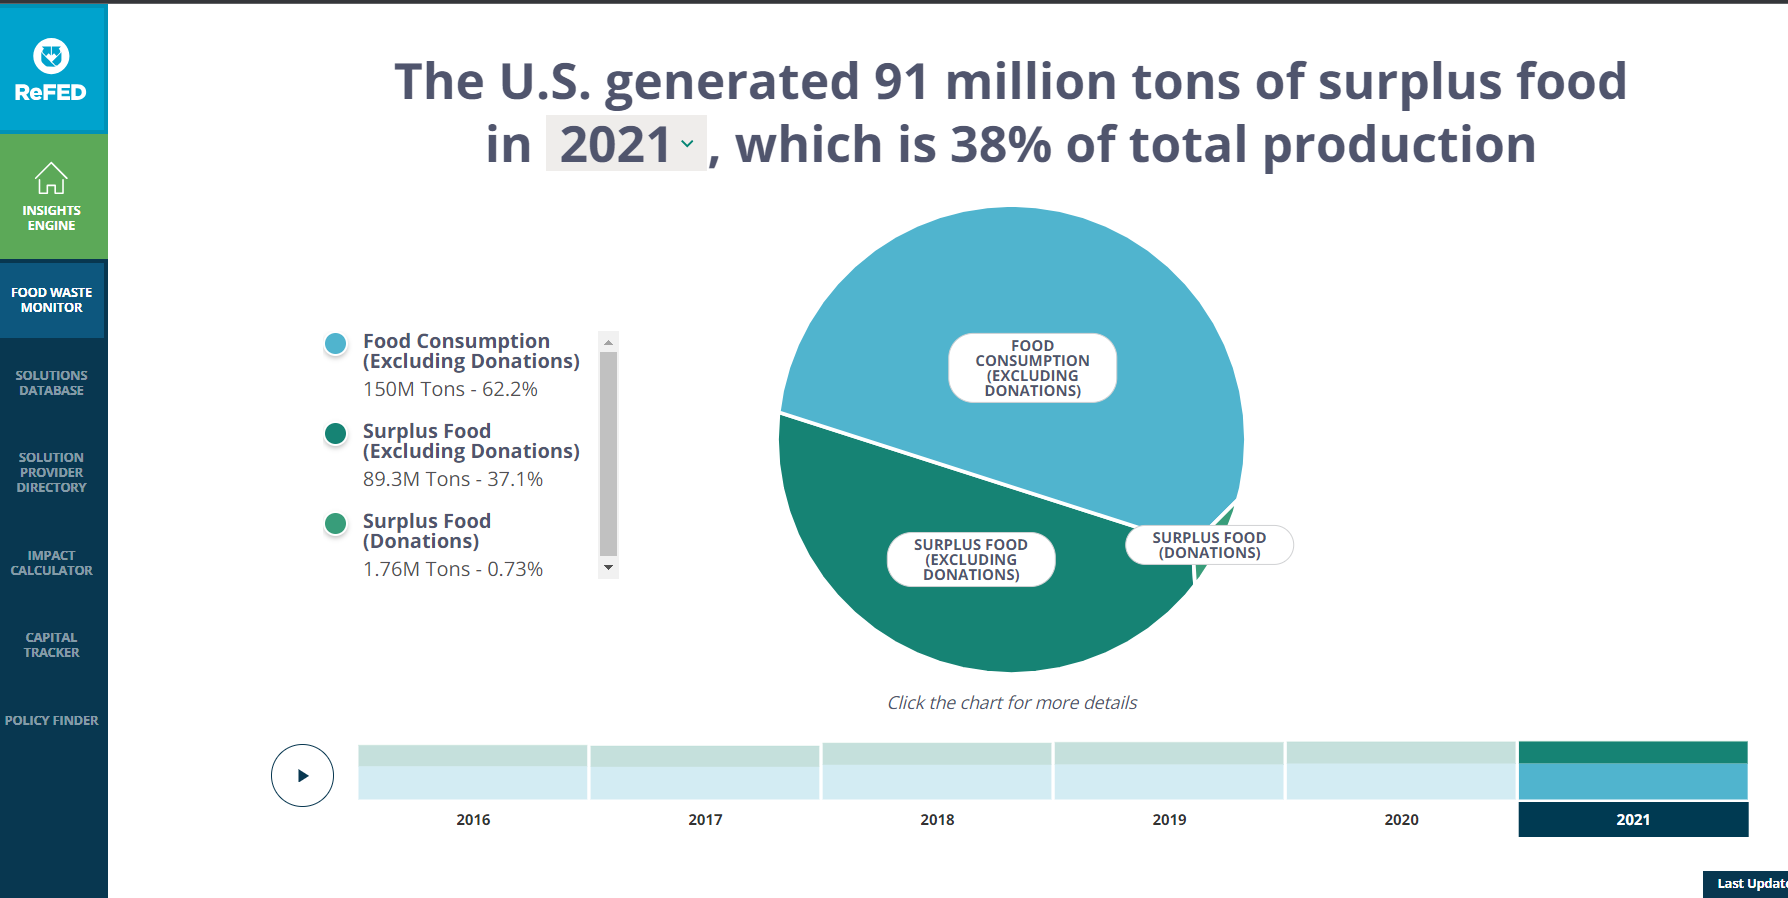 ReFED
INSIGHTS
ENGINE
FOOD WASTE
MONITOR
SOLUTIONS
DATABASE
SOLUTION
PROVIDER
DIRECTORY
IMPACT
CALCULATOR
CAPITAL
TRACKER
POLICY FINDER
The U.S. generated 91 million tons of surplus food
in 2021, which is 38% of total production
Food Consumption
(Excluding Donations)
150M Tons - 62.2%
Surplus Food
(Excluding Donations)
89.3M Tons - 37.1%
Surplus Food
(Donations)
1.76M Tons - 0.73%
FOOD
CONSUMPTION
(EXCLUDING
DONATIONS)
SURPLUS FOOD
(EXCLUDING
DONATIONS)
SURPLUS FOOD
(DONATIONS)
Click the chart for more details
2016 2017 2018 2019 2020 2021
Last Update